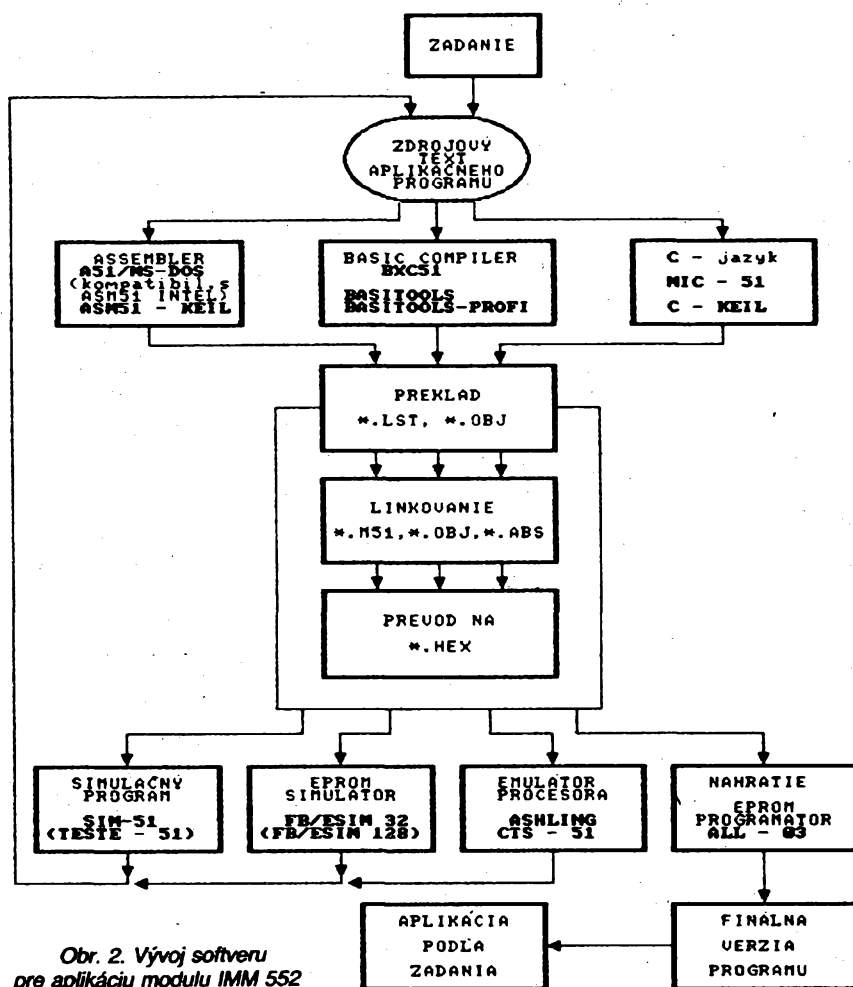 ZADANIE
ZDROJOVÝ
TEXT
APLIKAČNÉHO
PROGRAMU
ASSEMBLER
A51/MS-DOS
(kompatibil.s
ASM51 INTEL)
ASM51 - KEIL
BASIC COMPILER
BXC51
BASITOOLS
BASITOOLS-PROFI
C - jazyk
MIC - 51
C - KEIL
PREKLAD
*.LST, *.OBJ
LINKOVANIE
*.M51,*.OBJ,*.ABS
PREVOD NA
*.HEX
SIMULAČNÝ
PROGRAM
SIM-51
(TESTE - 51)
EPROM
SIMULATOR
FB/ESIM 32
(FB/ESIM 128)
EMULATOR
PROCESORA
ASHLING
CTS - 51
NAHRATIE
EPROM
PROGRAMATOR
ALL - 03
APLIKÁCIA
PODĽA
ZADANIA
FINÁLNA
VERZIA
PROGRAMU
Obr. 2. Vývoj softveru
pre aplikáciu modulu IMM 552